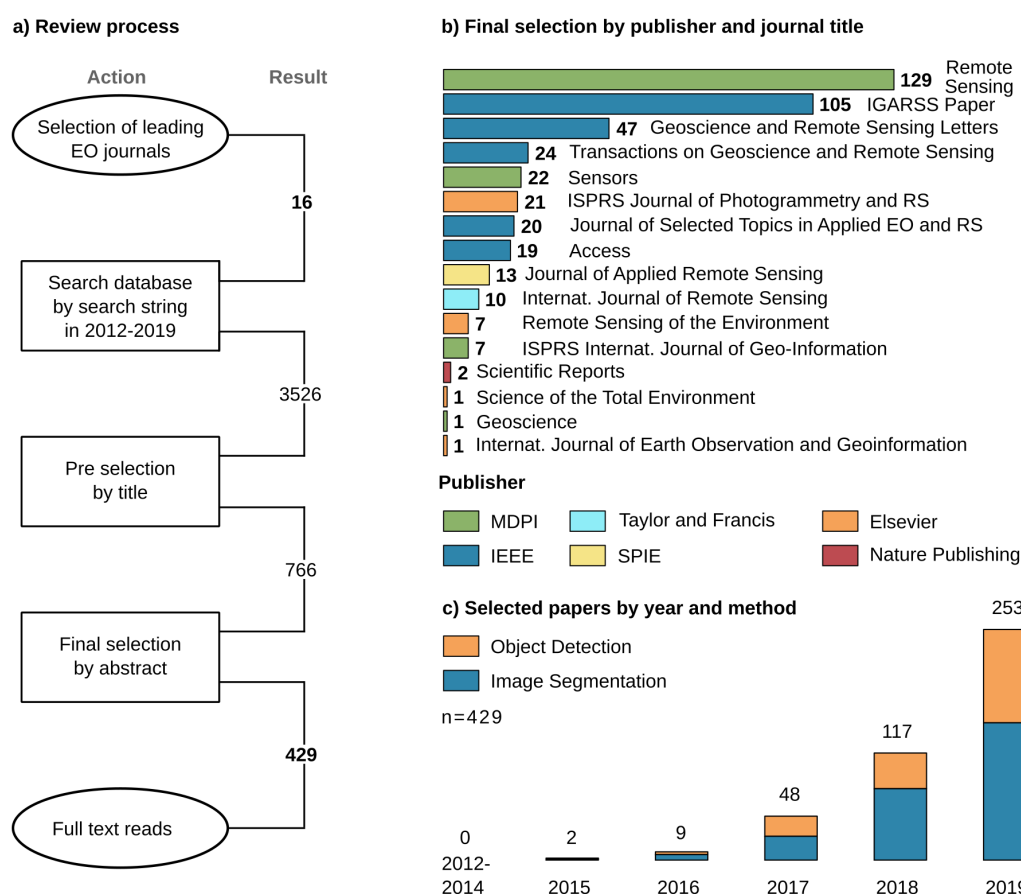 a) Review process
Action
Result
Selection of leading
EO journals
16
Search database
by search string
in 2012-2019
3526
Pre selection
by title
766
Final selection
by abstract
429
Full text reads
b) Final selection by publisher and journal title
129 Remote
Sensing
105 IGARSS Paper
47 Geoscience and Remote Sensing Letters
24 Transactions on Geoscience and Remote Sensing
22 Sensors
21 ISPRS Journal of Photogrammetry and RS
20 Journal of Selected Topics in Applied EO and RS
19 Access
13 Journal of Applied Remote Sensing
10 Internat. Journal of Remote Sensing
7 Remote Sensing of the Environment
7 ISPRS Internat. Journal of Geo-Information
2 Scientific Reports
1 Science of the Total Environment
1 Geoscience
1 Internat. Journal of Earth Observation and Geoinformation
Publisher
MDPI
Taylor and Francis
Elsevier
IEEE
SPIE
Nature Publishing
c) Selected papers by year and method
Object Detection
Image Segmentation
n=429
0
2
9
48
117
253
2012-
2014
2015
2016
2017
2018
2019